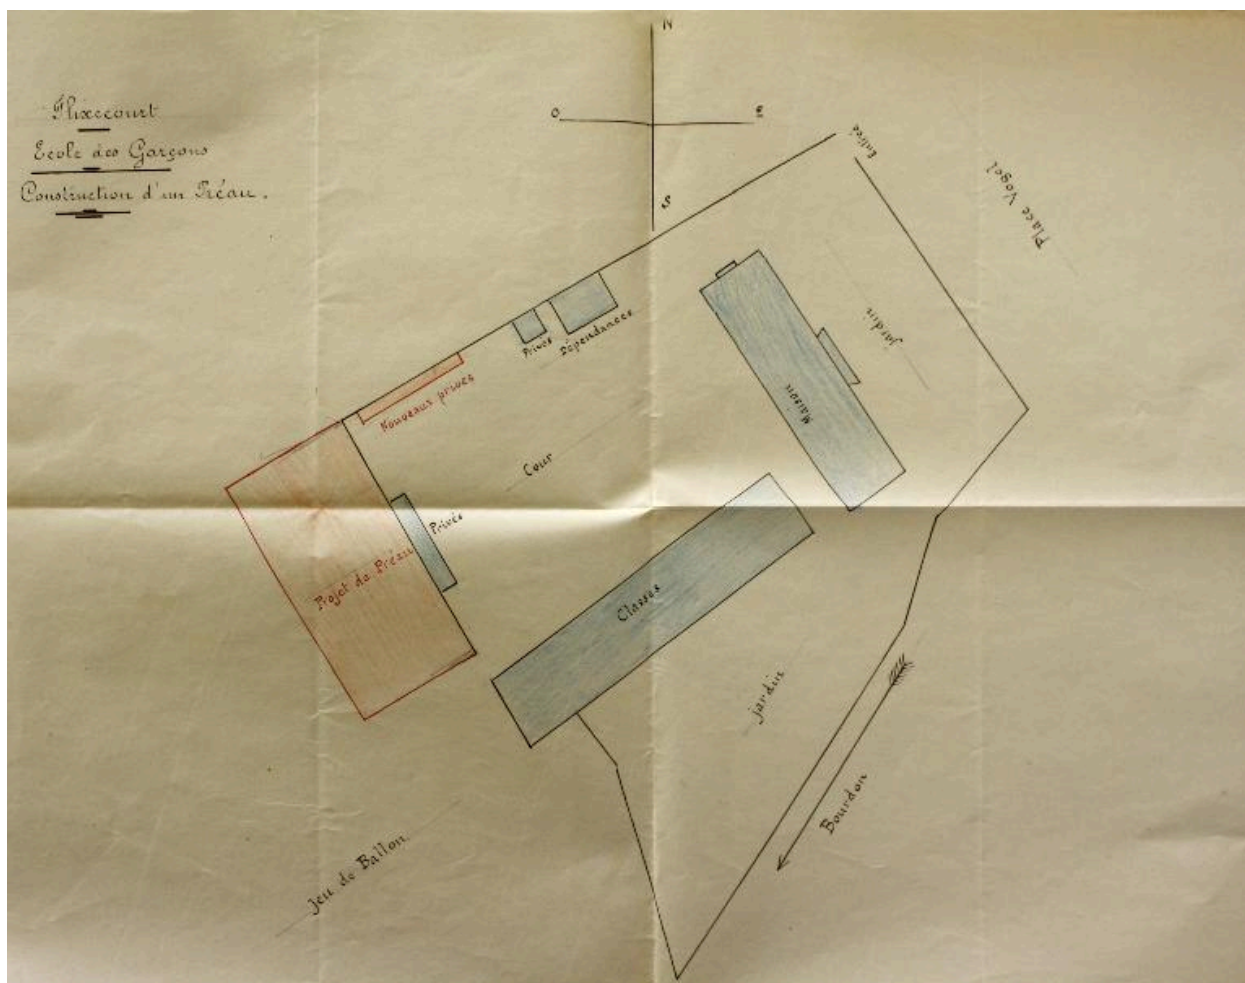 Flixecourt
Ecole des Garçons
Construction d'un Préau.
N
O
E
S
Entrée
Place Vogel
jardin
Maison
Dépendances
Privés
Nouveaux privés
Cour
Privés
Projet de Préau
Classes
jardin
Bourdon
Jeu de Ballon.